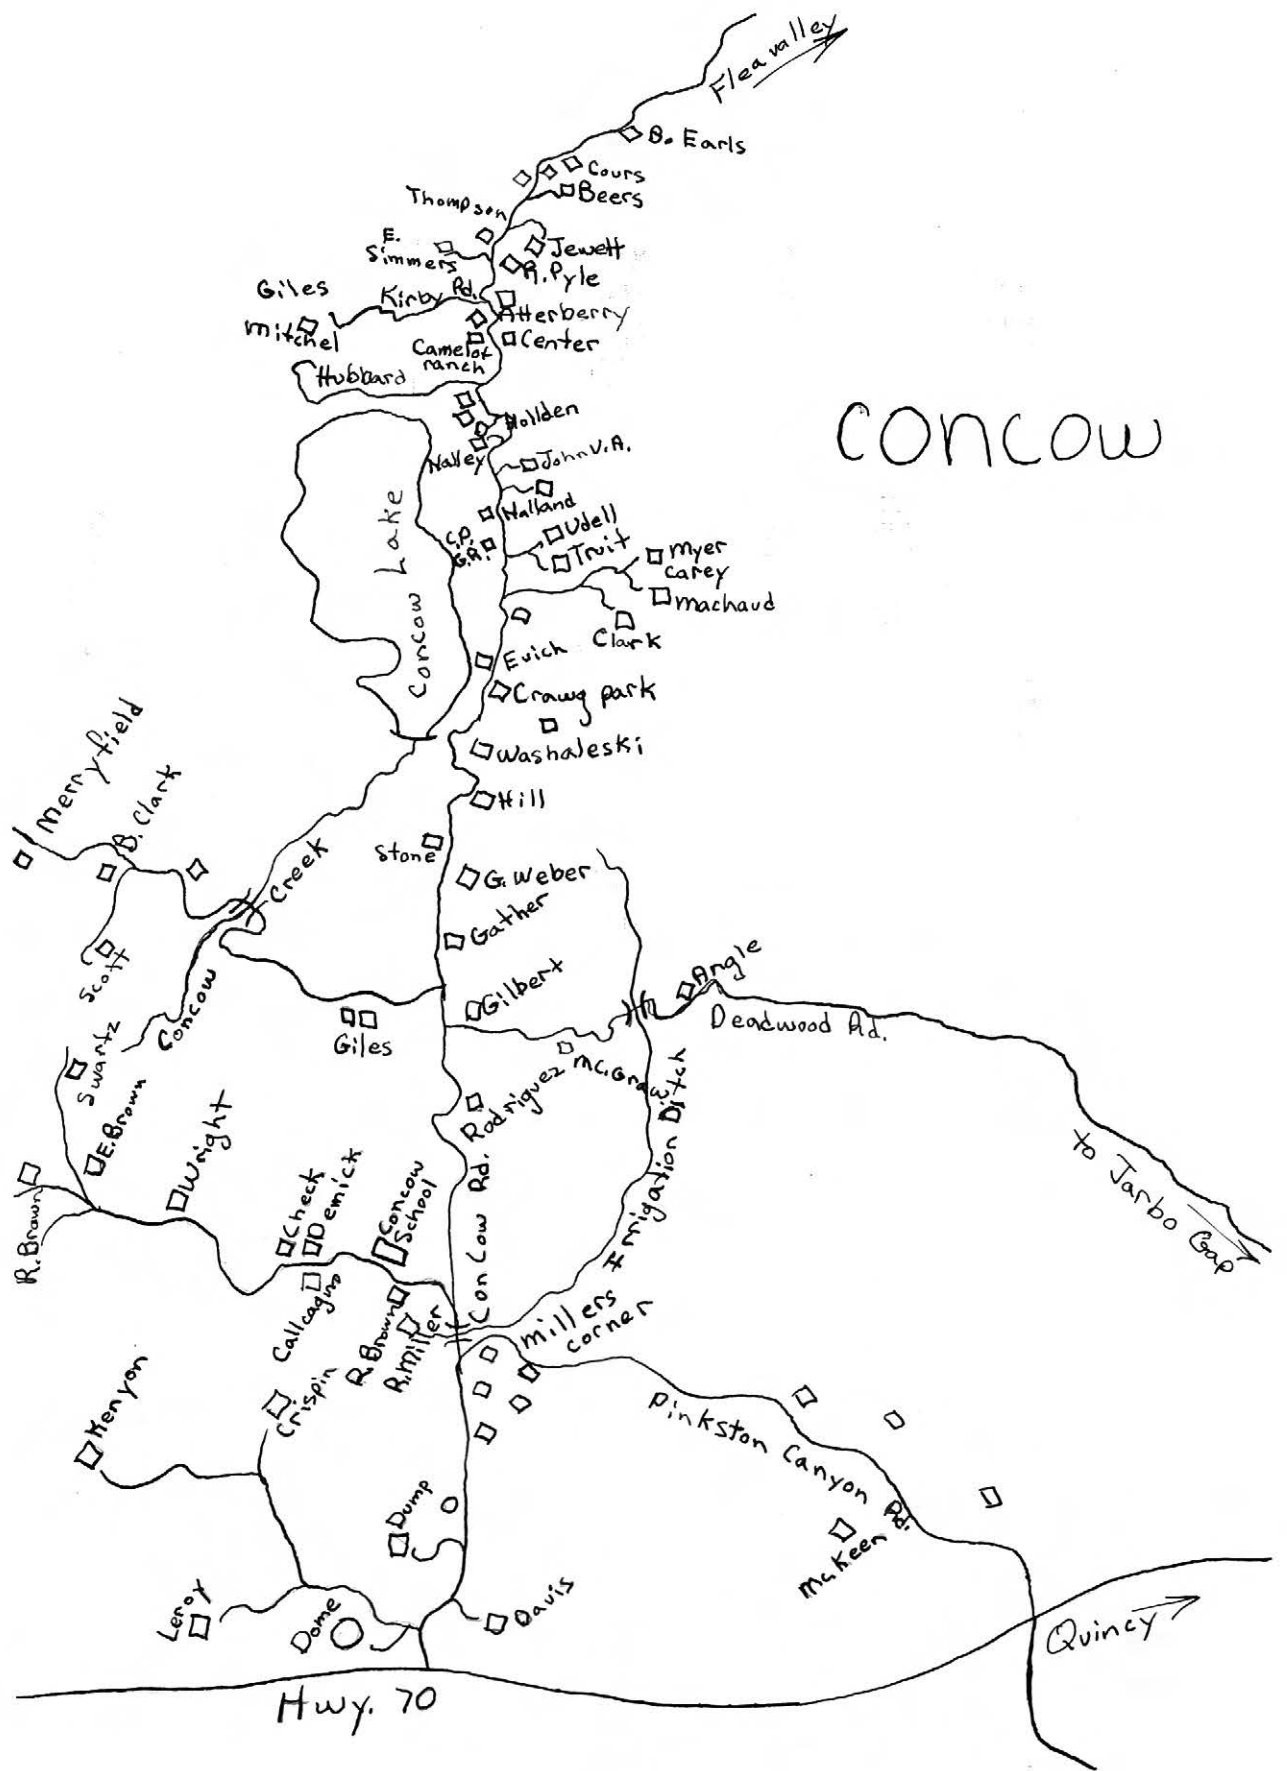 Flea valley
B. Earls
Cours
Beers
Thompson
E.
Simmers
Jewett
R. Pyle
Giles
Kirby Rd.
Mitchel
Atterberry
Center
Camelot
ranch
Hubbard
Hollden
CONCOW
Nalley
John V.A.
Nalland
Concow Lake
C.P.
G.R.
Udell
Truit
Myer
Carey
Machaud
Clark
Evich
Crawg park
Washaleski
Merryfield
B. Clark
Hill
Stone
Creek
G. Weber
Gather
Scott
Concow
Gilbert
Angle
Deadwood Rd.
Giles
Swartz
McGraw
Rodriguez
E. Brown
Wright
Irrigation Ditch
to Jarbo Gap
R. Brown
Check
Demick
Concow
School
ConCow Rd.
Callcagno
R. Brown
R. Miller
Millers
corner
Crispin
Kenyon
Pinkston Canyon Rd.
Dump
McKeen
Leroy
Dome
Davis
Quincy
Hwy. 70